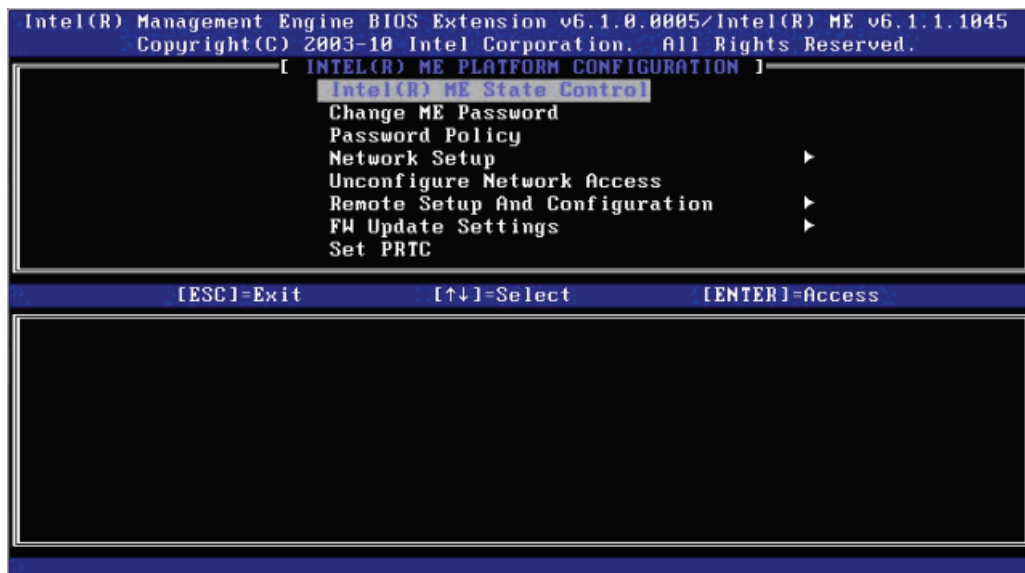 Intel(R) Management Engine BIOS Extension v6.1.0.0005/Intel(R) ME v6.1.1.1045
Copyright(C) 2003-10 Intel Corporation. All Rights Reserved.
[ INTEL(R) ME PLATFORM CONFIGURATION ]
Intel(R) ME State Control
Change ME Password
Password Policy
Network Setup ►
Unconfigure Network Access
Remote Setup And Configuration ►
FW Update Settings ►
Set PRTC
[ESC]=Exit [↑↓]=Select [ENTER]=Access